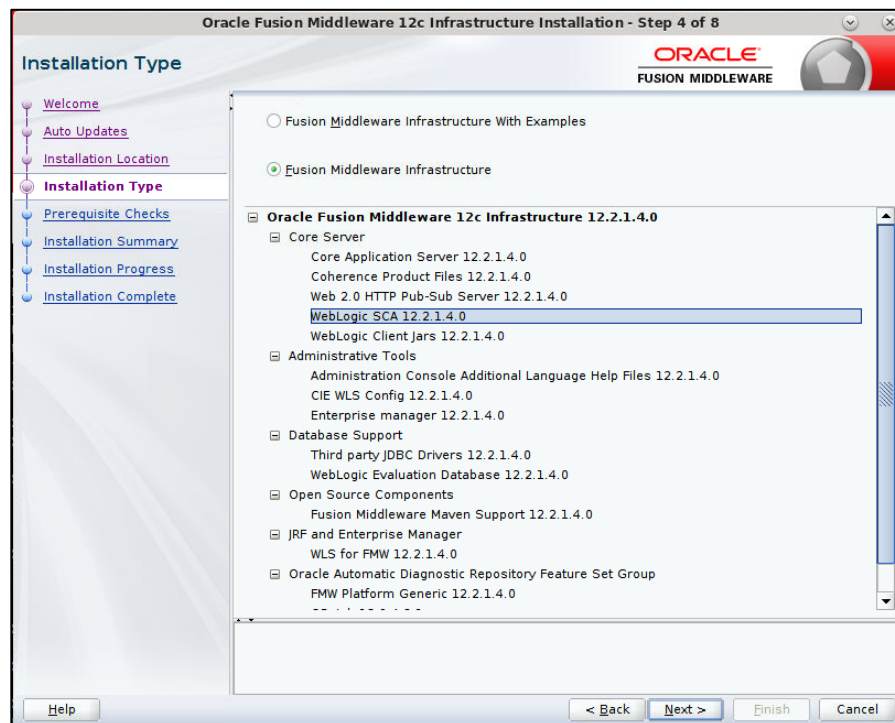 Oracle Fusion Middleware 12c Infrastructure Installation - Step 4 of 8
Installation Type
ORACLE
FUSION MIDDLEWARE
Welcome
Auto Updates
Installation Location
Installation Type
Prerequisite Checks
Installation Summary
Installation Progress
Installation Complete
Fusion Middleware Infrastructure With Examples
Fusion Middleware Infrastructure
Oracle Fusion Middleware 12c Infrastructure 12.2.1.4.0
Core Server
Core Application Server 12.2.1.4.0
Coherence Product Files 12.2.1.4.0
Web 2.0 HTTP Pub-Sub Server 12.2.1.4.0
WebLogic SCA 12.2.1.4.0
WebLogic Client Jars 12.2.1.4.0
Administrative Tools
Administration Console Additional Language Help Files 12.2.1.4.0
CIE WLS Config 12.2.1.4.0
Enterprise manager 12.2.1.4.0
Database Support
Third party JDBC Drivers 12.2.1.4.0
WebLogic Evaluation Database 12.2.1.4.0
Open Source Components
Fusion Middleware Maven Support 12.2.1.4.0
JRF and Enterprise Manager
WLS for FMW 12.2.1.4.0
Oracle Automatic Diagnostic Repository Feature Set Group
FMW Platform Generic 12.2.1.4.0
Help
< Back
Next >
Finish
Cancel